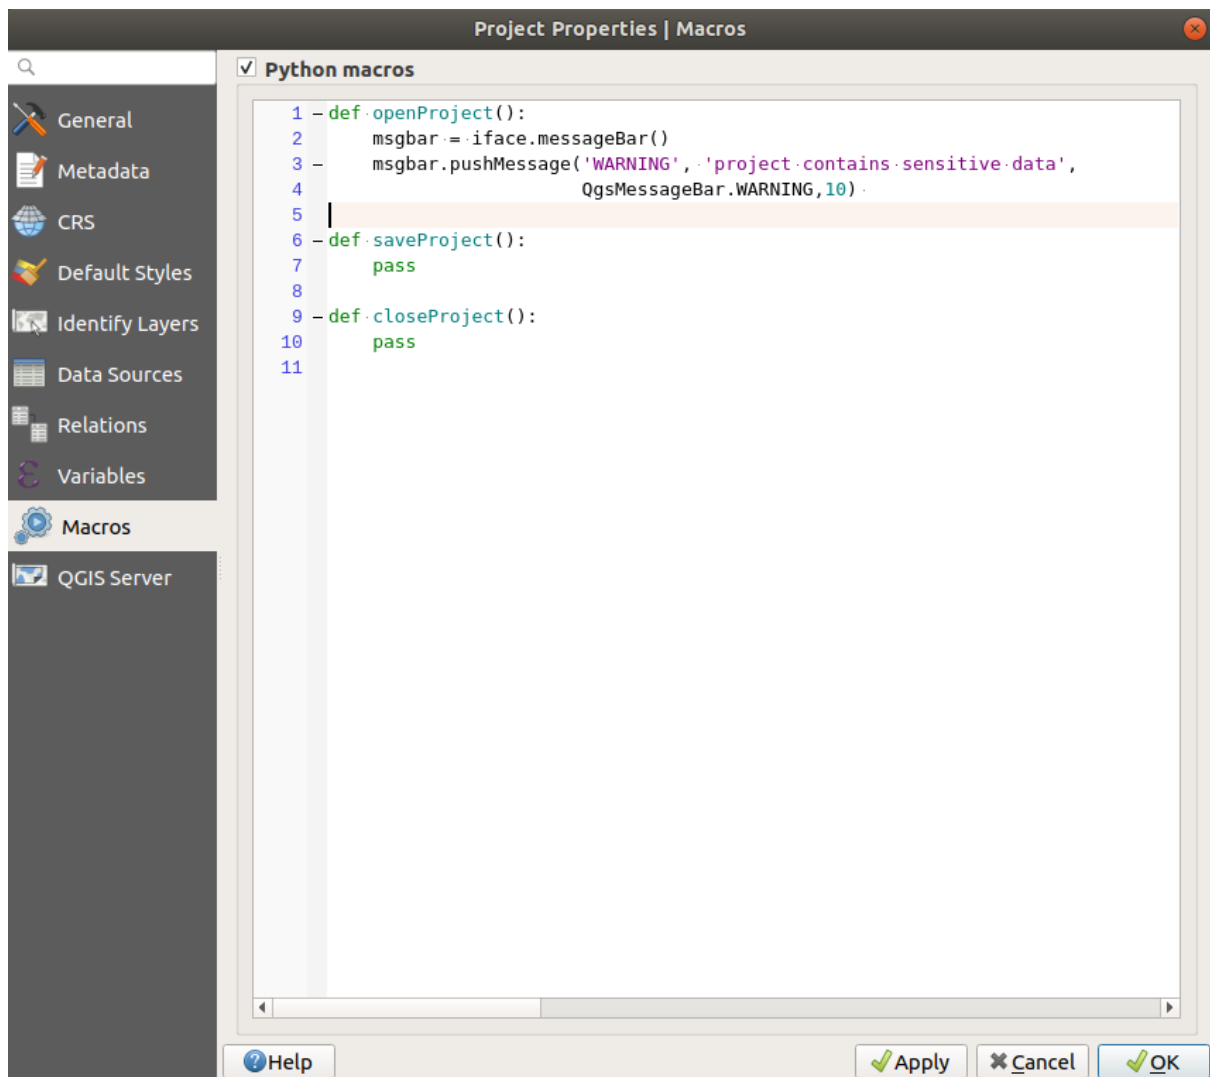 Project Properties | Macros
Python macros
General
Metadata
CRS
Default Styles
Identify Layers
Data Sources
Relations
Variables
Macros
QGIS Server
1 def openProject():
2     msgbar = iface.messageBar()
3     msgbar.pushMessage('WARNING', 'project contains sensitive data',
4                        QgsMessageBar.WARNING,10)
5
6 def saveProject():
7     pass
8
9 def closeProject():
10     pass
11
Help
Apply
Cancel
OK